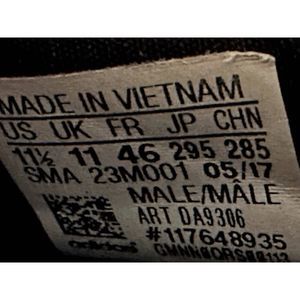 MADE IN VIETNAM
US UK FR JP CHN
11½ 11 46 295 285
SMA 23M001 05/17
MALE/MÂLE
ART DA9306
#117648935
adidas